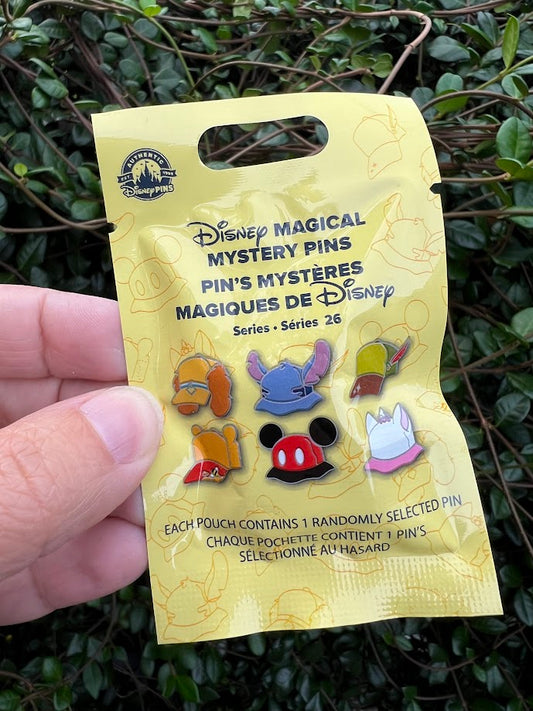 AUTHENTIC
EST 1999
Disney PINS
Disney MAGICAL
MYSTERY PINS
PIN'S MYSTÈRES
MAGIQUES DE Disney
Series • Séries 26
EACH POUCH CONTAINS 1 RANDOMLY SELECTED PIN
CHAQUE POCHETTE CONTIENT 1 PIN'S
SÉLECTIONNÉ AU HASARD